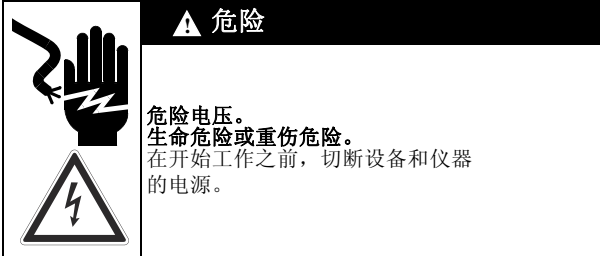 危险
危险电压。
生命危险或重伤危险。
在开始工作之前，切断设备和仪器
的电源。